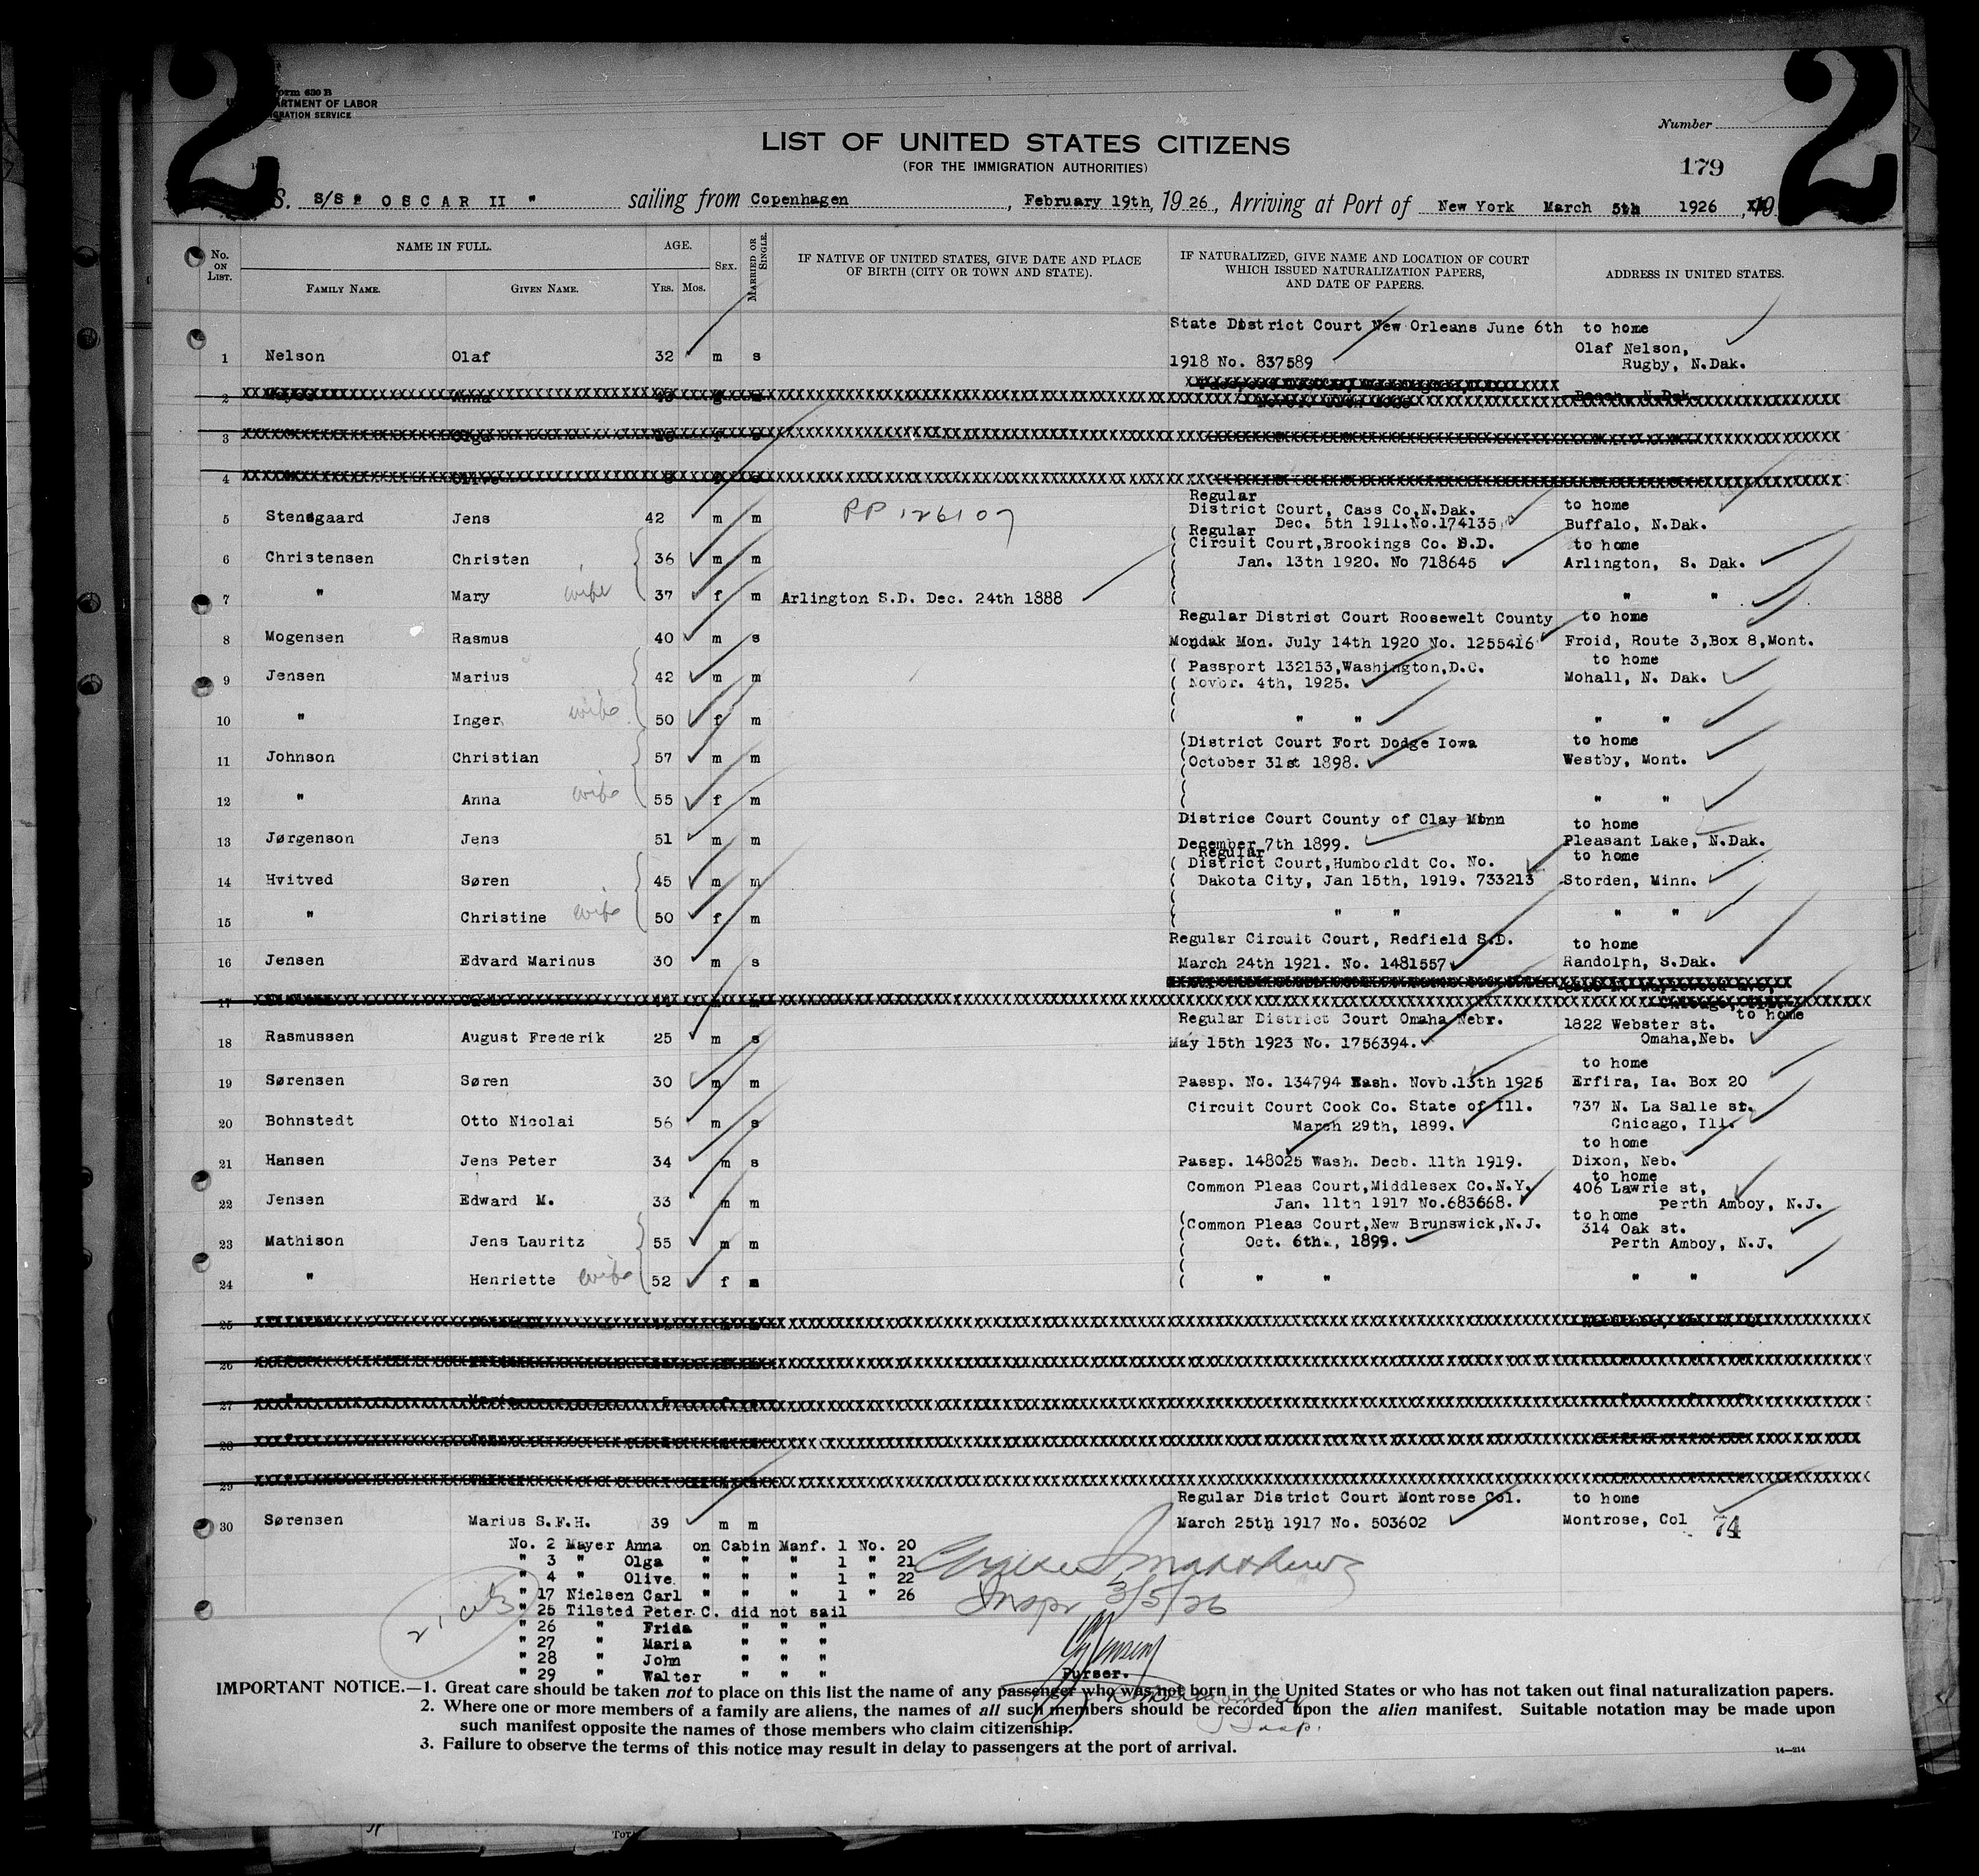 2 2
orm 630 B
ARTMENT OF LABOR
GRATION SERVICE
Number
LIST OF UNITED STATES CITIZENS
(FOR THE IMMIGRATION AUTHORITIES)
179
S. S/S " OSCAR II " sailing from Copenhagen, February 19th, 1926, Arriving at Port of New York March 5th 1926, 19
No. ON LIST. NAME IN FULL. AGE. SEX. MARRIED OR SINGLE. IF NATIVE OF UNITED STATES, GIVE DATE AND PLACE OF BIRTH (CITY OR TOWN AND STATE). IF NATURALIZED, GIVE NAME AND LOCATION OF COURT WHICH ISSUED NATURALIZATION PAPERS, AND DATE OF PAPERS. ADDRESS IN UNITED STATES.
FAMILY NAME. GIVEN NAME. YRS. MOS.
State District Court New Orleans June 6th to home
1 Nelson Olaf 32 m s 1918 No. 837589 Olaf Nelson, Rugby, N.Dak.
2 Anna
3 Olga
4 Olive
Regular
5 Stendgaard Jens 42 m m PP 126107 District Court, Cass Co,N.Dak. Dec. 5th 1911.No.174135 to home Buffalo, N.Dak.
Regular
6 Christensen Christen 36 m m Circuit Court,Brookings Co. S.D. Jan. 13th 1920. No 718645 to home Arlington, S. Dak.
7 " Mary wife 37 f m Arlington S.D. Dec. 24th 1888 " "
Regular District Court Roosewelt County to home
8 Mogensen Rasmus 40 m s Mondak Mon. July 14th 1920 No. 1255416 Froid, Route 3,Box 8,Mont.
9 Jensen Marius 42 m m Passport 132153,Washington,D.C. Novbr. 4th, 1925. to home Mohall, N. Dak.
10 " Inger wife 50 f m " " " "
11 Johnson Christian 57 m m District Court Fort Dodge Iowa October 31st 1898. to home Westby, Mont.
12 " Anna wife 55 f m " "
Districe Court County of Clay Minn to home
13 Jørgenson Jens 51 m m December 7th 1899. Pleasant Lake, N.Dak.
Regular to home
14 Hvitved Søren 45 m m District Court,Humborldt Co. No. Dakota City, Jan 15th, 1919. 733213 Storden, Minn.
15 " Christine wife 50 f m " " " "
Regular Circuit Court, Redfield S.D. to home
16 Jensen Edvard Marinus 30 m s March 24th 1921. No. 1481557 Randolph, S.Dak.
17
Regular District Court Omaha Nebr. to home
18 Rasmussen August Frederik 25 m s May 15th 1923 No. 1756394. 1822 Webster st. Omaha,Neb.
to home
19 Sørensen Søren 30 m m Passp. No. 134794 Wash. Novb.13th 1925 Erfira, Ia. Box 20
20 Bohnstedt Otto Nicolai 56 m s Circuit Court Cook Co. State of Ill. March 29th, 1899. 737 N. La Salle st. Chicago, Ill.
to home
21 Hansen Jens Peter 34 m s Passp. 148025 Wash. Decb. 11th 1919. Dixon, Neb.
to home
22 Jensen Edward M. 33 m m Common Pleas Court,Middlesex Co.N.Y. Jan. 11th 1917 No.683668. 406 Lawrie st, Perth Amboy, N.J.
to home
23 Mathison Jens Lauritz 55 m m Common Pleas Court,New Brunswick,N.J. Oct. 6th., 1899. 314 Oak st. Perth Amboy, N.J.
24 " Henriette wife 52 f m " " " "
25
26
27 " Maria 5 f
28
29
Regular District Court Montrose Col. to home
30 Sørensen Marius S.F.H. 39 m m March 25th 1917 No. 503602 Montrose, Col
74
No. 2 Mayer Anna on Cabin Manf. 1 No. 20
" 3 " Olga " " " 1 " 21
" 4 " Olive " " " 1 " 22
" 17 Nielsen Carl " " " 1 " 26
" 25 Tilsted Peter C. did not sail
" 26 " Frida " " "
" 27 " Maria " " "
" 28 " John " " "
" 29 " Walter " " "
Inspr 3/5/26
Purser.
Insp.
IMPORTANT NOTICE.—1. Great care should be taken not to place on this list the name of any passenger who was not born in the United States or who has not taken out final naturalization papers.
2. Where one or more members of a family are aliens, the names of all such members should be recorded upon the alien manifest. Suitable notation may be made upon
such manifest opposite the names of those members who claim citizenship.
3. Failure to observe the terms of this notice may result in delay to passengers at the port of arrival.
14—214